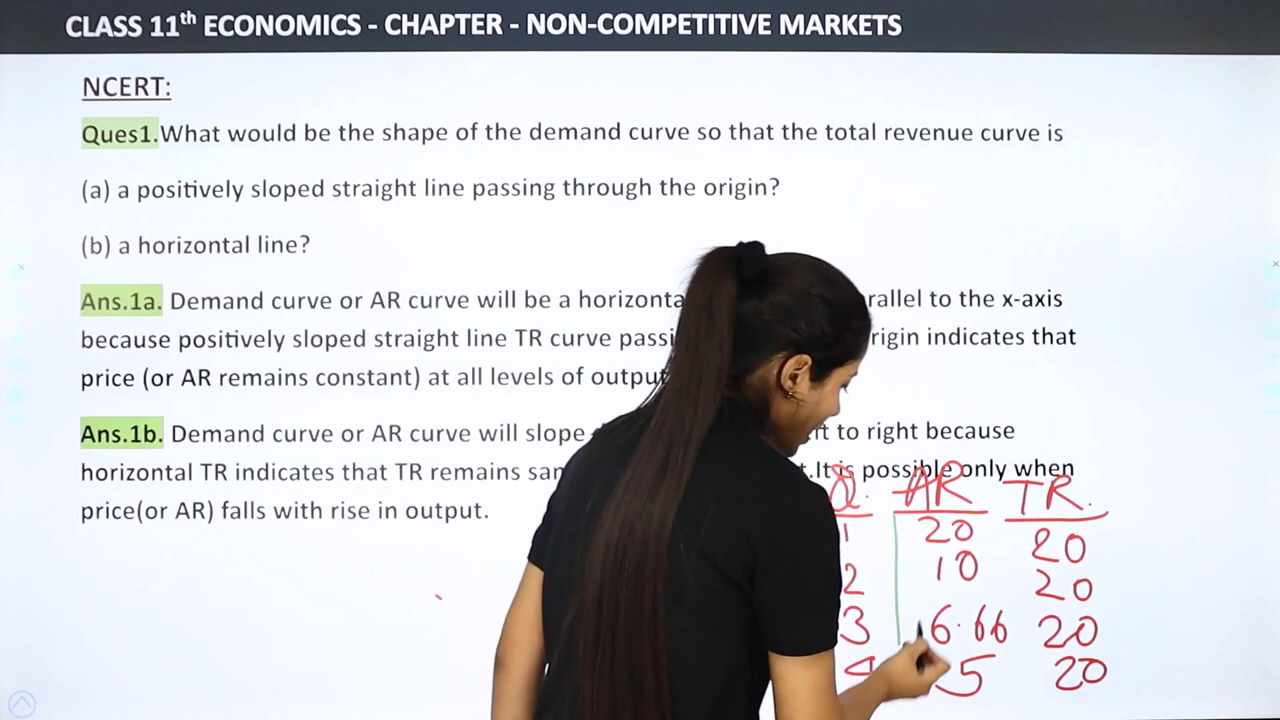 CLASS 11th ECONOMICS - CHAPTER - NON-COMPETITIVE MARKETS
NCERT:
Ques1.What would be the shape of the demand curve so that the total revenue curve is
(a) a positively sloped straight line passing through the origin?
(b) a horizontal line?
Ans.1a. Demand curve or AR curve will be a rallel to the x-axis
because positively sloped straight line TR curve rigin indicates that
price (or AR remains constant) at all levels of output
Ans.1b. Demand curve or AR curve will slope to right because
horizontal TR indicates that TR remains It is possible only when
price(or AR) falls with rise in output.
Q. AR TR.
1 20 20
2 10 20
3 6.66 20
4 5 20